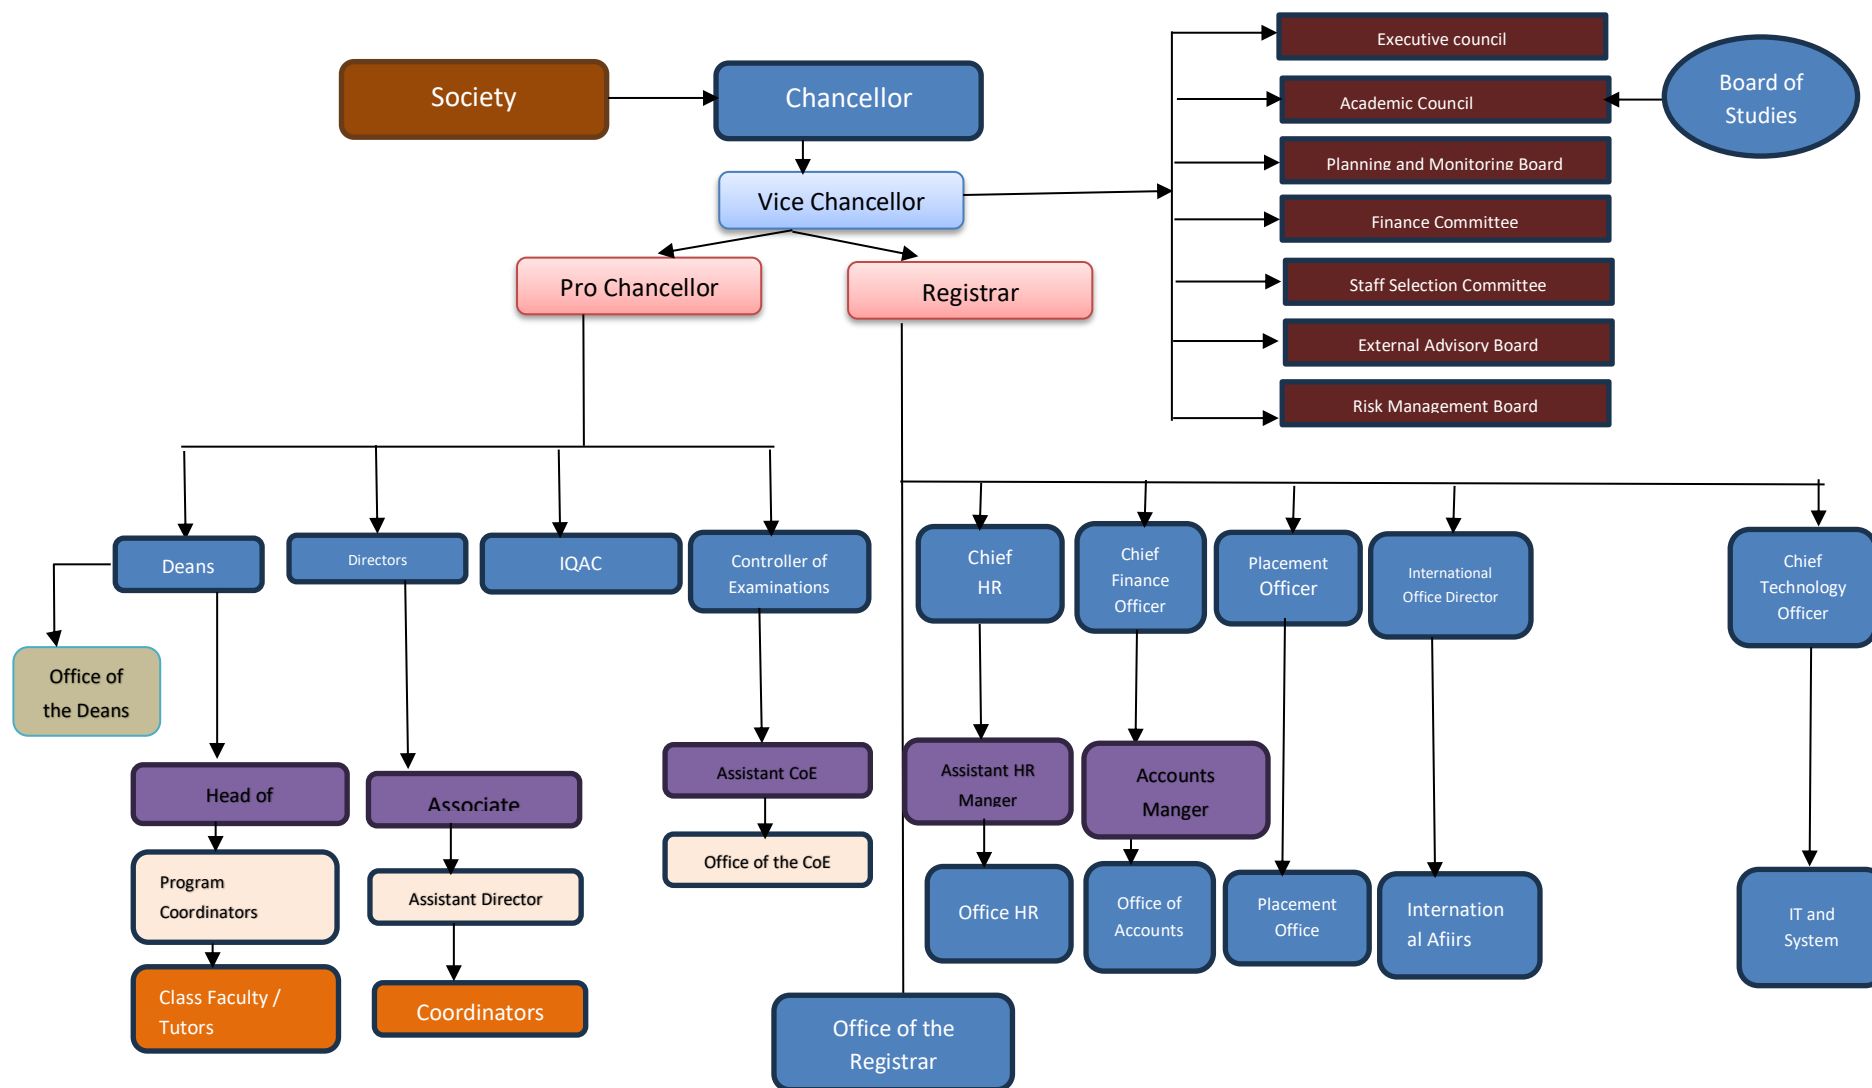 Society
Chancellor
Executive council
Academic Council
Board of
Studies
Planning and Monitoring Board
Vice Chancellor
Finance Committee
Pro Chancellor
Registrar
Staff Selection Committee
External Advisory Board
Risk Management Board
Deans
Directors
IQAC
Controller of
Examinations
Chief
HR
Chief
Finance
Officer
Placement
Officer
International
Office Director
Chief
Technology
Officer
Office of
the Deans
Head of
Associate
Assistant CoE
Assistant HR
Manger
Accounts
Manger
Program
Coordinators
Assistant Director
Office of the CoE
Office HR
Office of
Accounts
Placement
Office
Internation
al Afiirs
IT and
System
Class Faculty /
Tutors
Coordinators
Office of the
Registrar